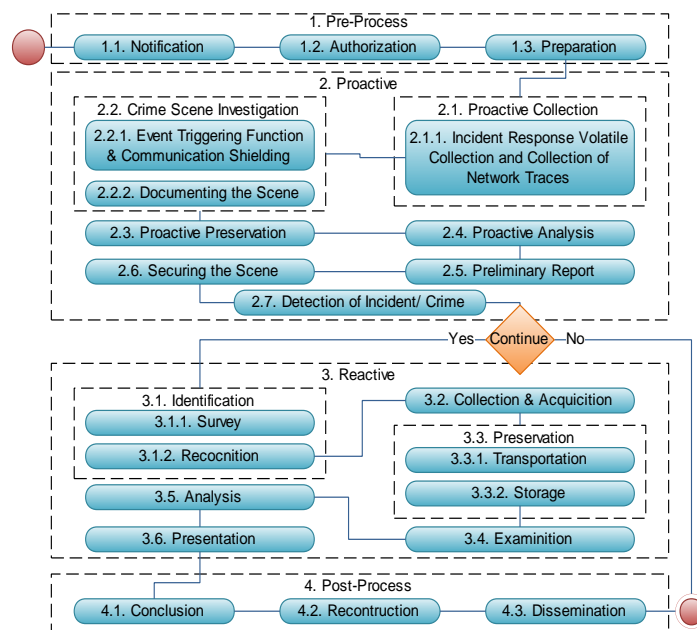 1. Pre-Process
1.1. Notification
1.2. Authorization
1.3. Preparation
2. Proactive
2.2. Crime Scene Investigation
2.2.1. Event Triggering Function
& Communication Shielding
2.2.2. Documenting the Scene
2.1. Proactive Collection
2.1.1. Incident Response Volatile
Collection and Collection of
Network Traces
2.3. Proactive Preservation
2.4. Proactive Analysis
2.6. Securing the Scene
2.5. Preliminary Report
2.7. Detection of Incident/ Crime
Yes
Continue
No
3. Reactive
3.1. Identification
3.1.1. Survey
3.1.2. Recocnition
3.2. Collection & Acquicition
3.3. Preservation
3.3.1. Transportation
3.3.2. Storage
3.5. Analysis
3.4. Examinition
3.6. Presentation
4. Post-Process
4.1. Conclusion
4.2. Recontruction
4.3. Dissemination